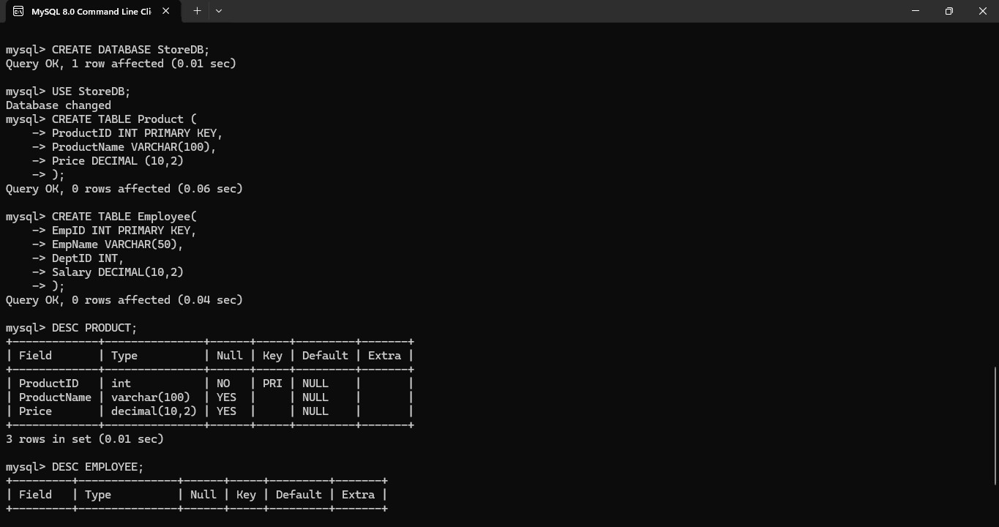 MySQL 8.0 Command Line Cli
mysql> CREATE DATABASE StoreDB;
Query OK, 1 row affected (0.01 sec)
mysql> USE StoreDB;
Database changed
mysql> CREATE TABLE Product (
    -> ProductID INT PRIMARY KEY,
    -> ProductName VARCHAR(100),
    -> Price DECIMAL (10,2)
    -> );
Query OK, 0 rows affected (0.06 sec)
mysql> CREATE TABLE Employee(
    -> EmpID INT PRIMARY KEY,
    -> EmpName VARCHAR(50),
    -> DeptID INT,
    -> Salary DECIMAL(10,2)
    -> );
Query OK, 0 rows affected (0.04 sec)
mysql> DESC PRODUCT;
+-------------+---------------+------+-----+---------+-------+
| Field       | Type          | Null | Key | Default | Extra |
+-------------+---------------+------+-----+---------+-------+
| ProductID   | int           | NO   | PRI | NULL    |       |
| ProductName | varchar(100)  | YES  |     | NULL    |       |
| Price       | decimal(10,2) | YES  |     | NULL    |       |
+-------------+---------------+------+-----+---------+-------+
3 rows in set (0.01 sec)
mysql> DESC EMPLOYEE;
+---------+---------------+------+-----+---------+-------+
| Field   | Type          | Null | Key | Default | Extra |
+---------+---------------+------+-----+---------+-------+